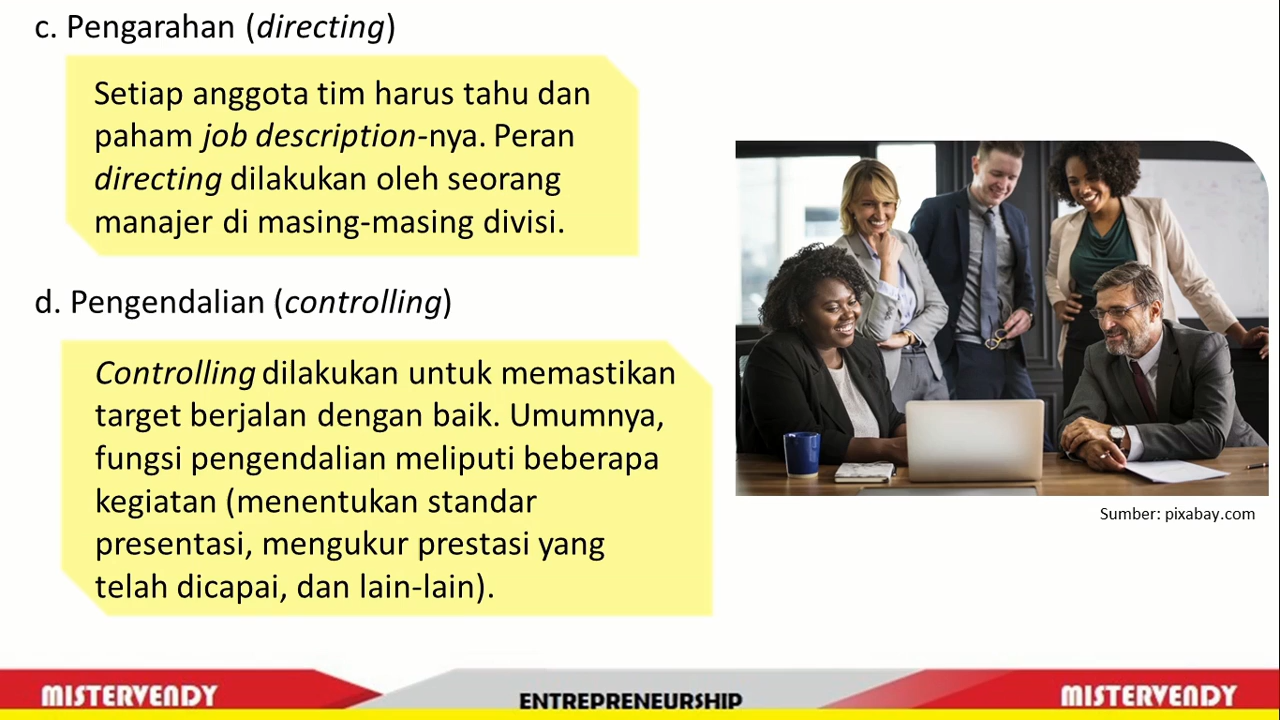 c. Pengarahan (directing)
Setiap anggota tim harus tahu dan
paham job description-nya. Peran
directing dilakukan oleh seorang
manajer di masing-masing divisi.
d. Pengendalian (controlling)
Controlling dilakukan untuk memastikan
target berjalan dengan baik. Umumnya,
fungsi pengendalian meliputi beberapa
kegiatan (menentukan standar
presentasi, mengukur prestasi yang
telah dicapai, dan lain-lain).
Sumber: pixabay.com
MISTERVENDY
ENTREPRENEURSHIP
MISTERVENDY